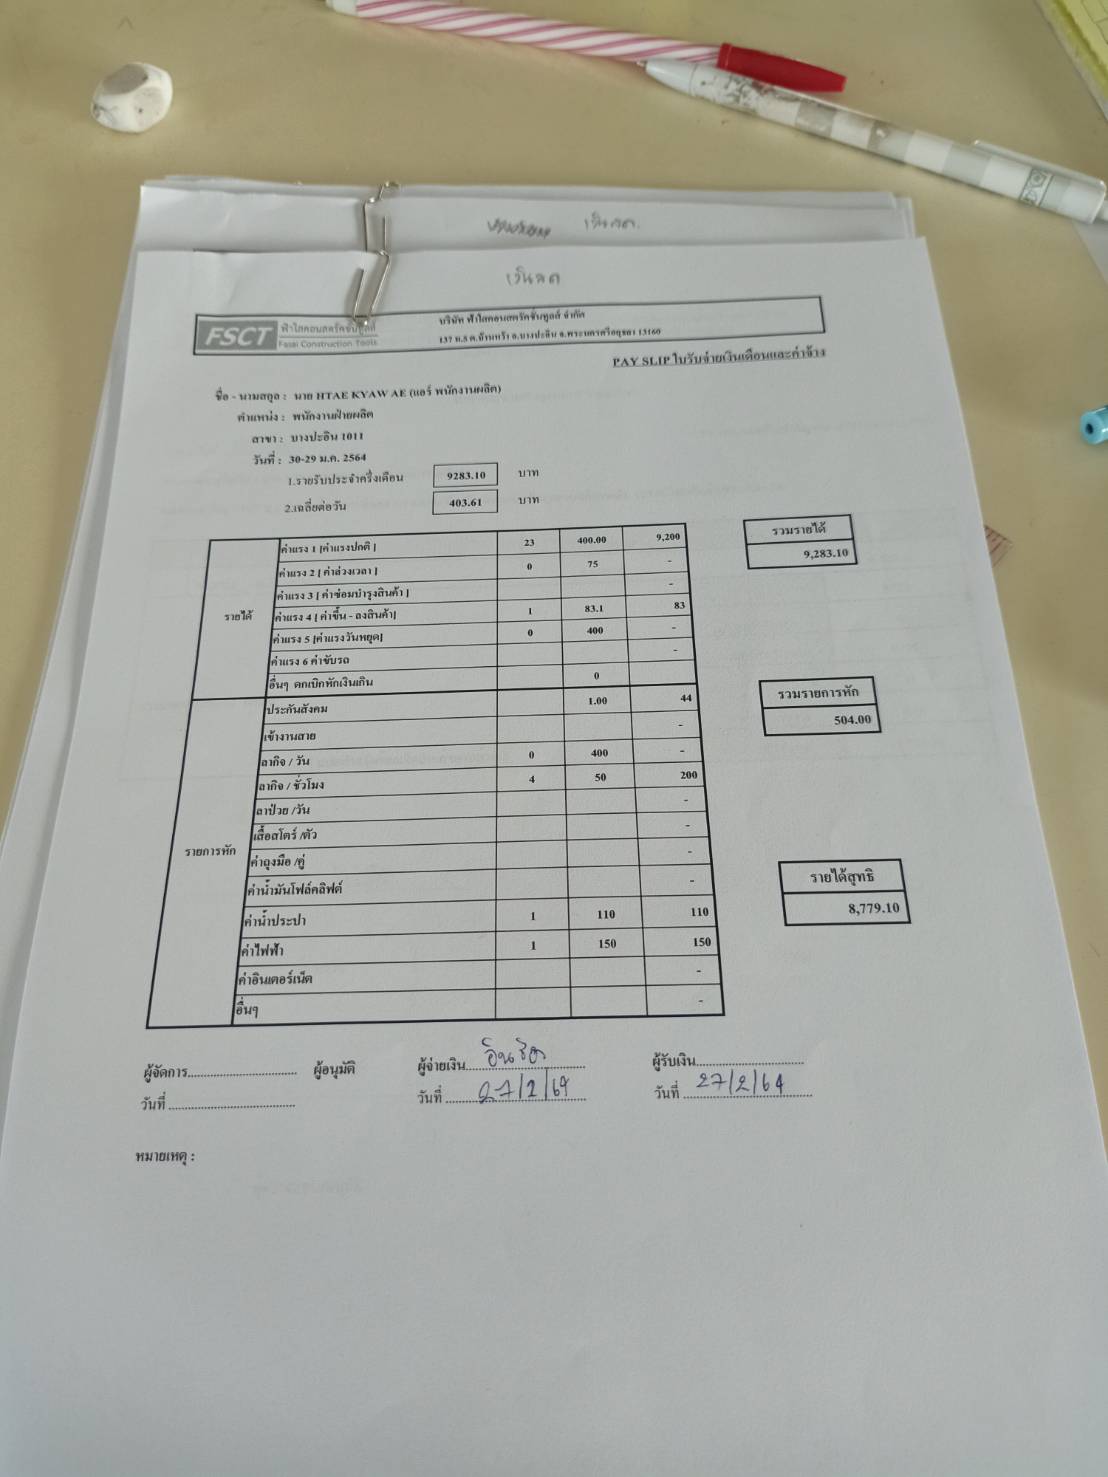 เงินสด.
เงินสด
FSCT ฟ้าใสคอนสตรัคชั่นทูลส์
Fasai Construction Tools
บริษัท ฟ้าใสคอนสตรัคชั่นทูลส์ จำกัด
137 ม.5 ต.บ้านกรด อ.บางปะอิน จ.พระนครศรีอยุธยา 13160
PAY SLIP ใบรับจ่ายเงินเดือนและค่าจ้าง
ชื่อ - นามสกุล : นาย HTAE KYAW AE (แอร์ พนักงานผลิต)
ตำแหน่ง : พนักงานฝ่ายผลิต
สาขา : บางปะอิน 1011
วันที่ : 30-29 ม.ค. 2564
1.รายรับประจำครึ่งเดือน 9283.10 บาท
2.เฉลี่ยต่อวัน 403.61 บาท
รายได้
ค่าแรง 1 [ค่าแรงปกติ ] 23 400.00 9,200
ค่าแรง 2 [ ค่าล่วงเวลา ] 0 75 -
ค่าแรง 3 [ ค่าซ่อมบำรุงสินค้า ] -
ค่าแรง 4 [ ค่าขึ้น - ลงสินค้า] 1 83.1 83
ค่าแรง 5 [ค่าแรงวันหยุด] 0 400 -
ค่าแรง 6 ค่าขับรถ -
อื่นๆ ตกเบิกหักเงินเกิน 0
รวมรายได้
9,283.10
รายการหัก
ประกันสังคม 1.00 44
เข้างานสาย -
ลากิจ / วัน 0 400 -
ลากิจ / ชั่วโมง 4 50 200
ลาป่วย /วัน -
เสื้อสโตร์ /ตัว -
ค่าถุงมือ /คู่ -
ค่าน้ำมันโฟล์คลิฟต์ -
ค่าน้ำประปา 1 110 110
ค่าไฟฟ้า 1 150 150
ค่าอินเตอร์เน็ต -
อื่นๆ -
รวมรายการหัก
504.00
รายได้สุทธิ
8,779.10
ผู้จัดการ ผู้อนุมัติ ผู้จ่ายเงิน ผู้รับเงิน
วันที่ วันที่ 27/2/64 วันที่ 27/2/64
หมายเหตุ :